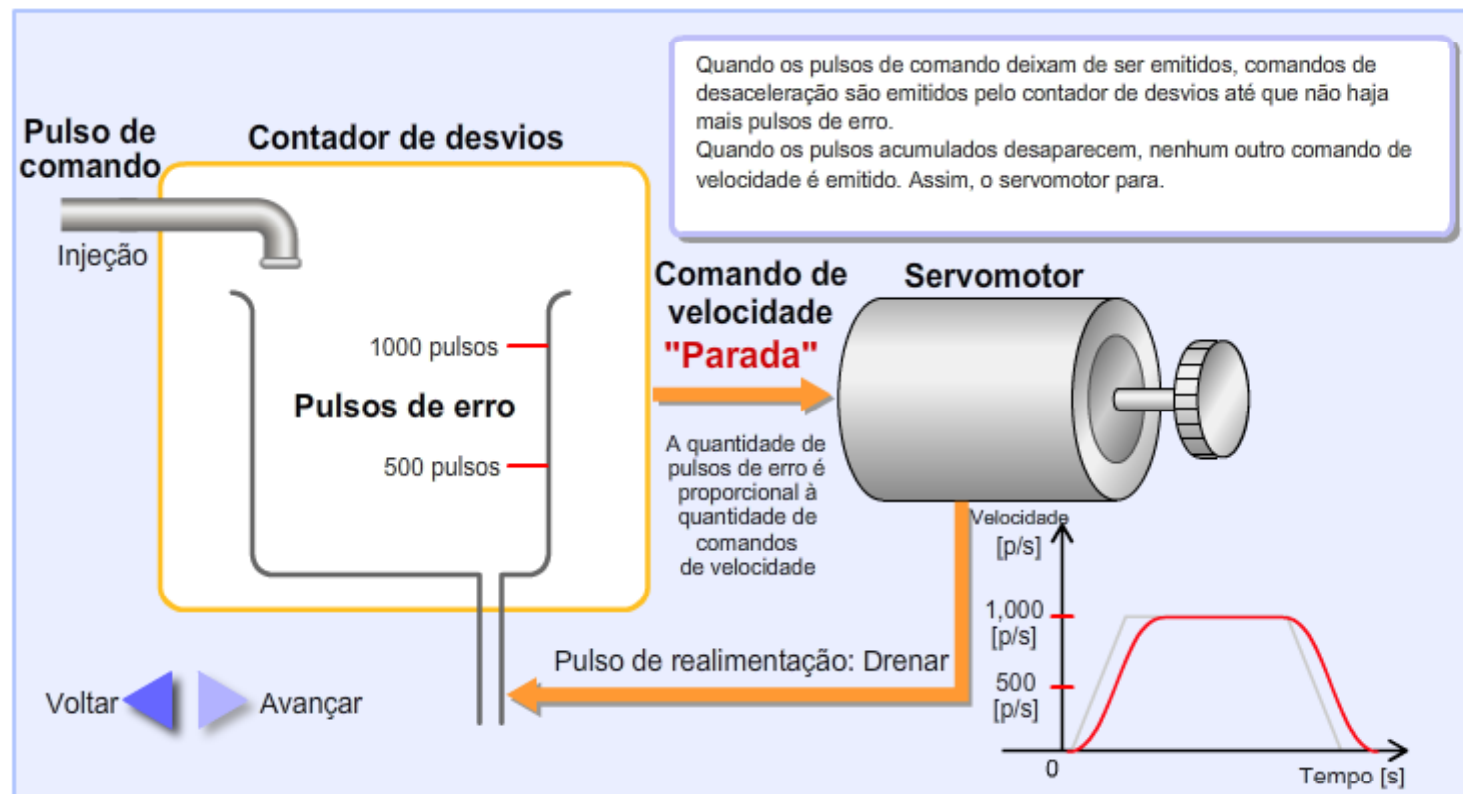 Quando os pulsos de comando deixam de ser emitidos, comandos de
desaceleração são emitidos pelo contador de desvios até que não haja
mais pulsos de erro.
Quando os pulsos acumulados desaparecem, nenhum outro comando de
velocidade é emitido. Assim, o servomotor para.
Pulso de
comando
Injeção
Contador de desvios
1000 pulsos
Pulsos de erro
500 pulsos
Comando de
velocidade
"Parada"
A quantidade de
pulsos de erro é
proporcional à
quantidade de
comandos
de velocidade
Servomotor
Pulso de realimentação: Drenar
Voltar
Avançar
Velocidade
[p/s]
1,000
[p/s]
500
[p/s]
0
Tempo [s]